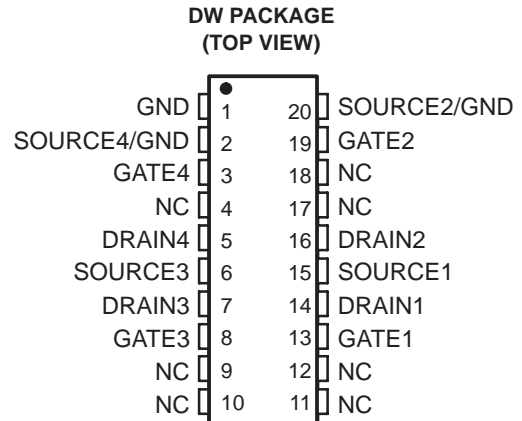 DW PACKAGE
(TOP VIEW)
GND 1 20 SOURCE2/GND
SOURCE4/GND 2 19 GATE2
GATE4 3 18 NC
NC 4 17 NC
DRAIN4 5 16 DRAIN2
SOURCE3 6 15 SOURCE1
DRAIN3 7 14 DRAIN1
GATE3 8 13 GATE1
NC 9 12 NC
NC 10 11 NC